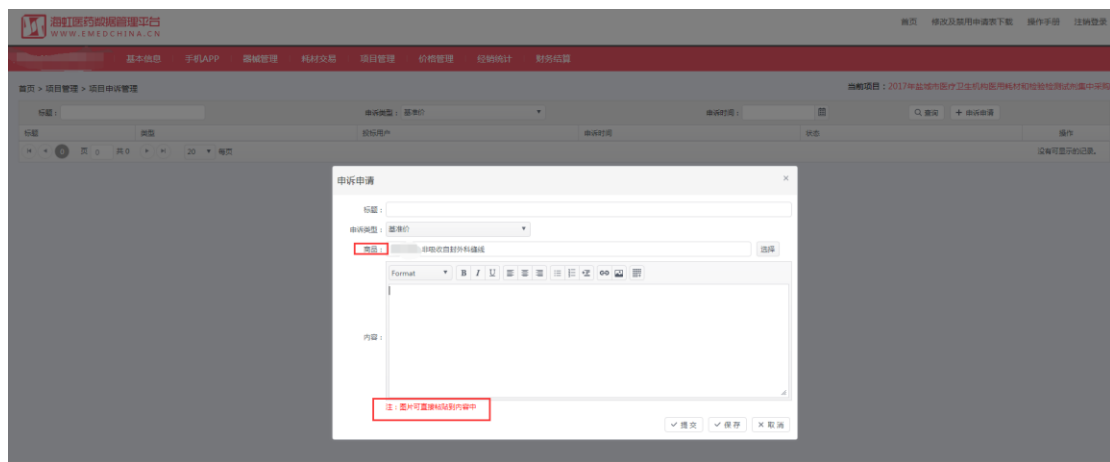 海虹医药数据管理平台
WWW.EMEDCHINA.CN
首页 修改及禁用申请表下载 操作手册 注销登录
基本信息 手机APP 器械管理 耗材交易 项目管理 价格管理 经销统计 财务结算
首页 > 项目管理 > 项目申诉管理
当前项目：2017年盐城市医疗卫生机构医用耗材和检验检测试剂集中采购
标题： 申诉类型： 基准价 申诉时间： 查询 + 申诉申请
标题 类型 投标用户 申诉时间 状态 操作
0 页 0 共 0 20 每页 没有可显示的记录。
申诉申请 ×
标题：
申诉类型： 基准价
商品： 非吸收自封外科缝线 选择
Format B I U
内容：
注：图片可直接粘贴到内容中
提交 保存 × 取消